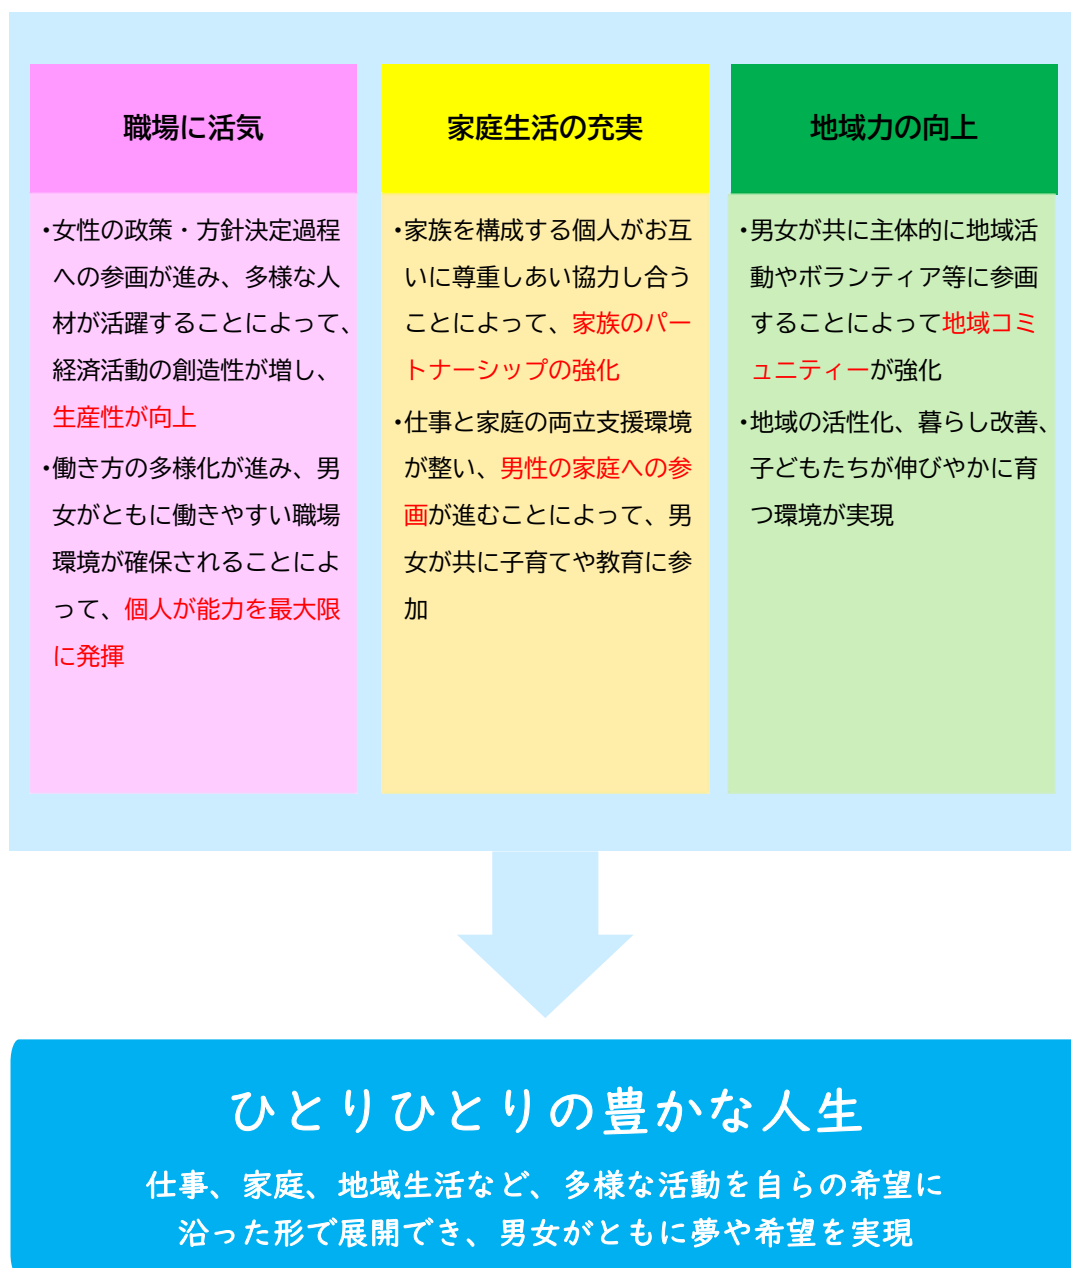 職場に活気
・女性の政策・方針決定過程
への参画が進み、多様な人
材が活躍することによって、
経済活動の創造性が増し、
生産性が向上
・働き方の多様化が進み、男
女がともに働きやすい職場
環境が確保されることによ
って、個人が能力を最大限
に発揮
家庭生活の充実
・家族を構成する個人がお互
いに尊重しあい協力し合う
ことによって、家族のパー
トナーシップの強化
・仕事と家庭の両立支援環境
が整い、男性の家庭への参
画が進むことによって、男
女が共に子育てや教育に参
加
地域力の向上
・男女が共に主体的に地域活
動やボランティア等に参画
することによって地域コミ
ュニティーが強化
・地域の活性化、暮らし改善、
子どもたちが伸びやかに育
つ環境が実現
ひとりひとりの豊かな人生
仕事、家庭、地域生活など、多様な活動を自らの希望に
沿った形で展開でき、男女がともに夢や希望を実現